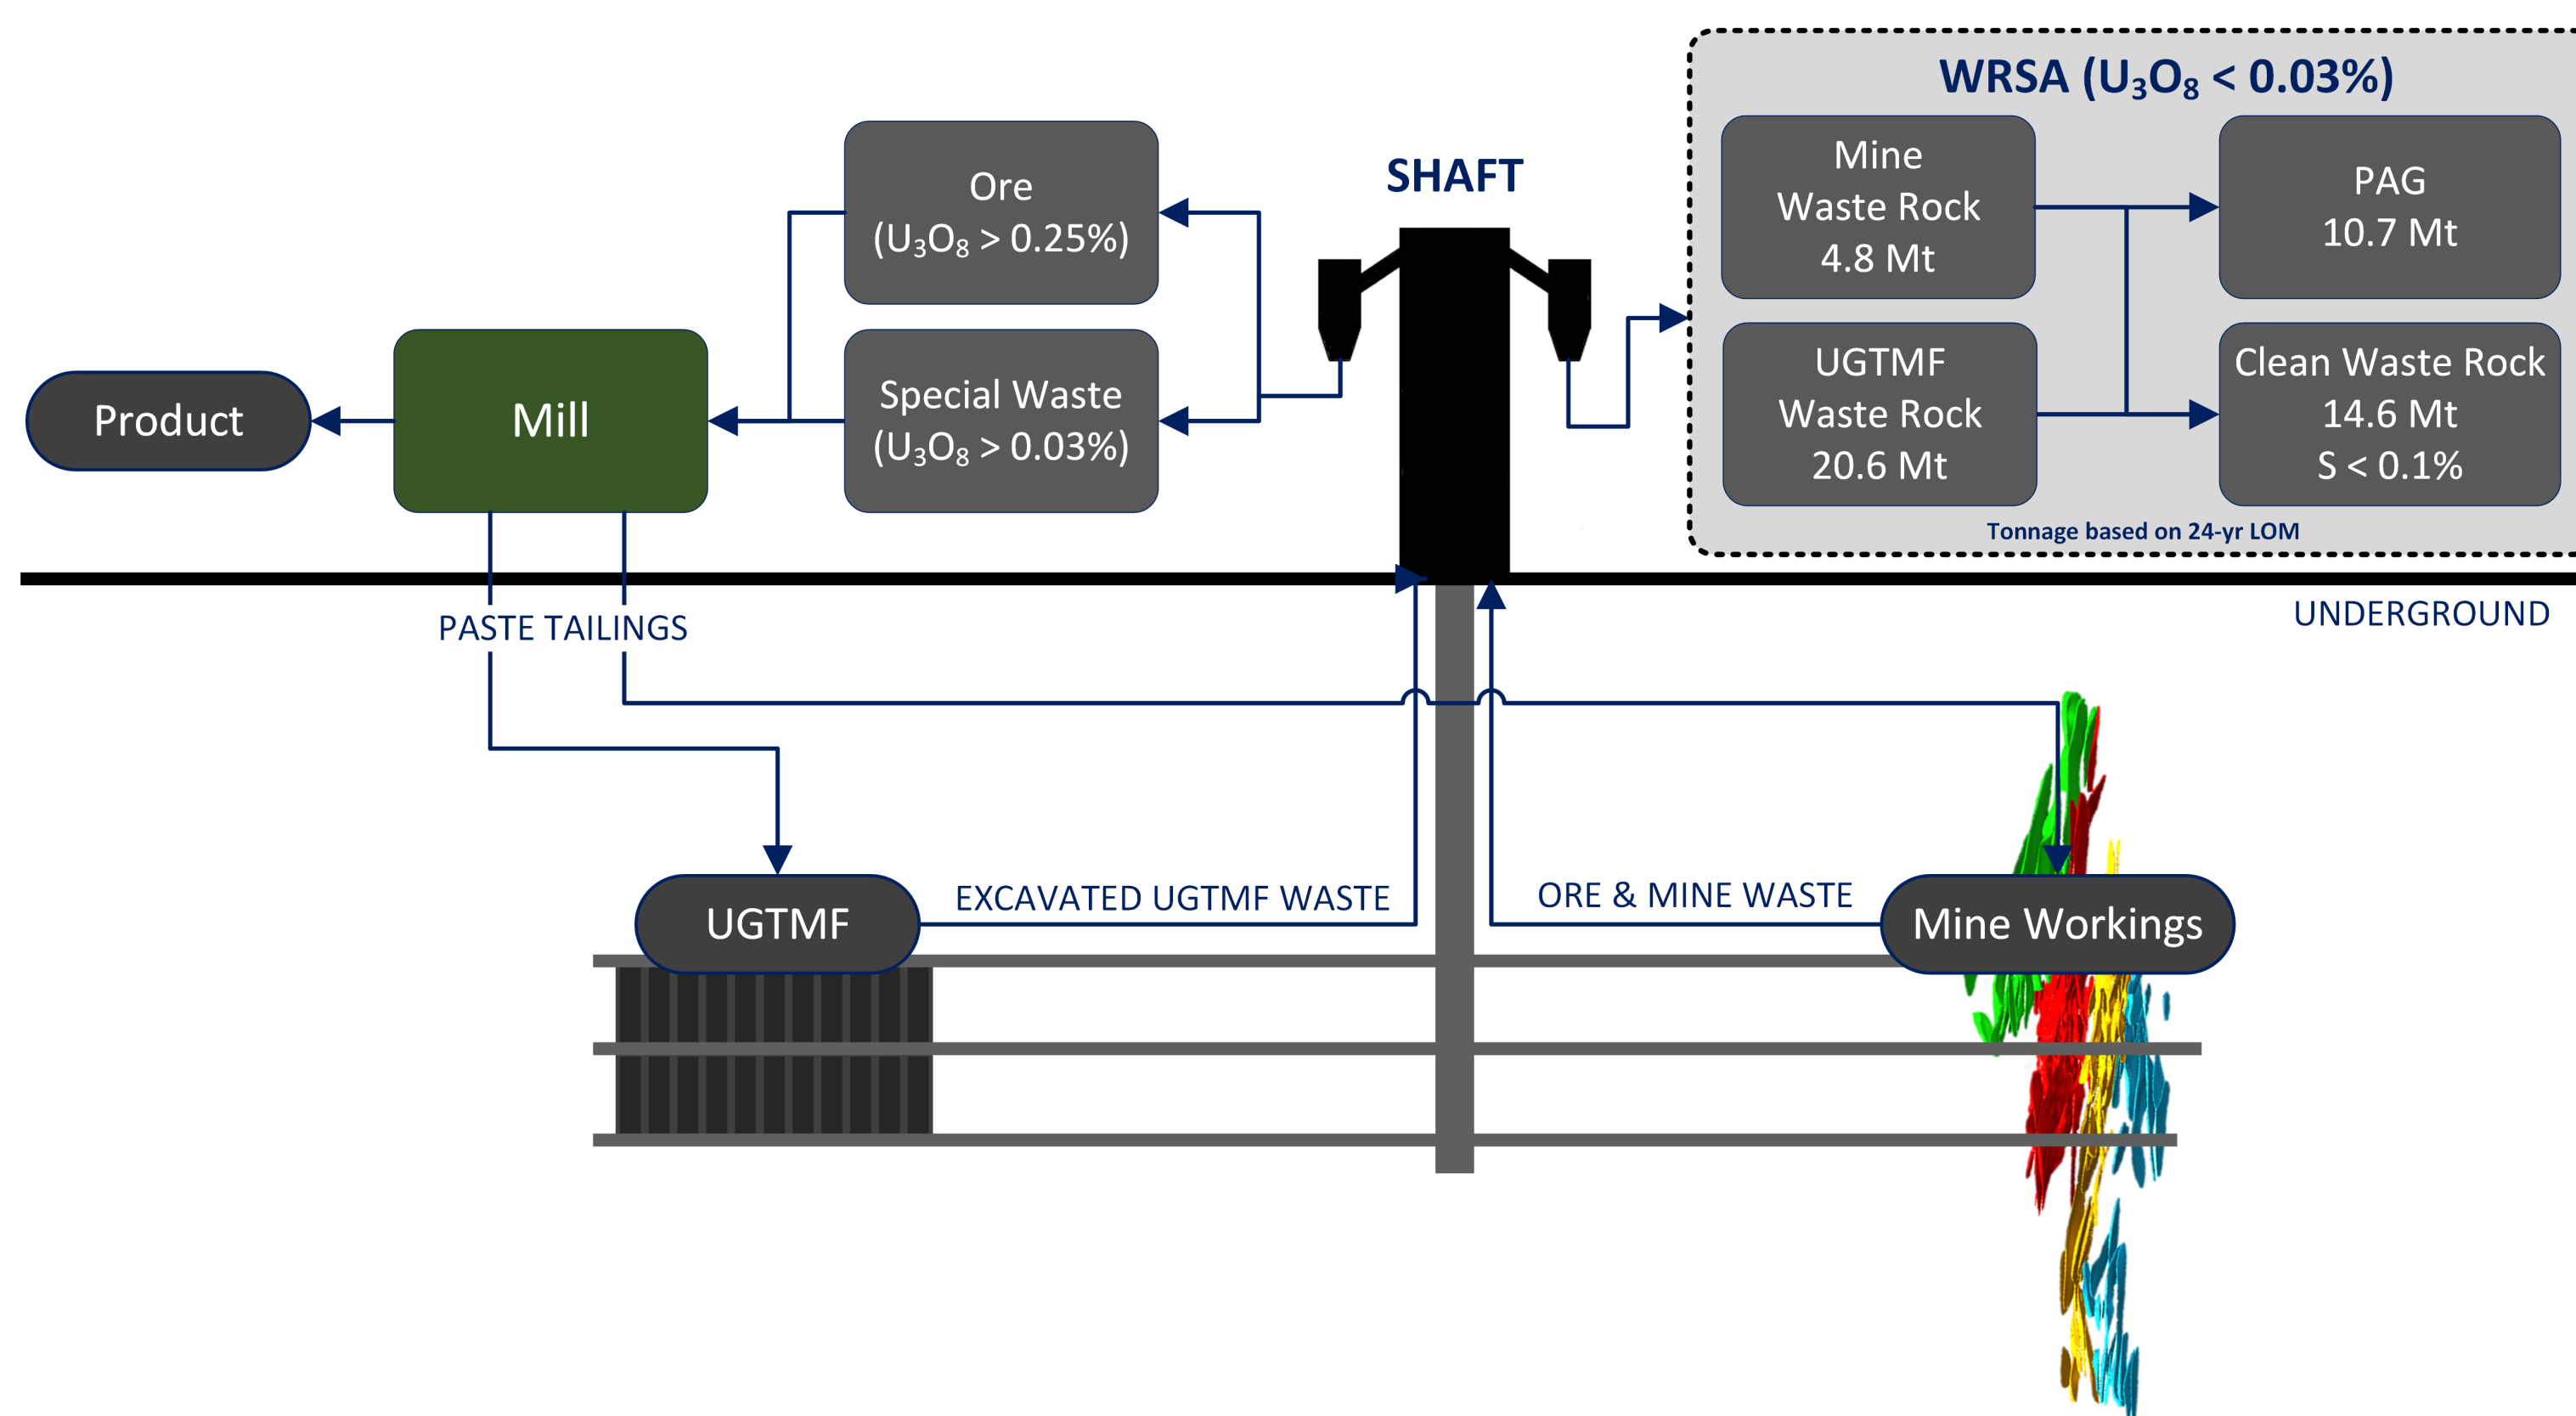 WRSA (U₃O₈ < 0.03%)
Mine
Waste Rock
4.8 Mt
PAG
10.7 Mt
UGTMF
Waste Rock
20.6 Mt
Clean Waste Rock
14.6 Mt
S < 0.1%
Tonnage based on 24-yr LOM
SHAFT
Ore
(U₃O₈ > 0.25%)
Special Waste
(U₃O₈ > 0.03%)
Mill
Product
PASTE TAILINGS
UNDERGROUND
UGTMF
EXCAVATED UGTMF WASTE
ORE & MINE WASTE
Mine Workings